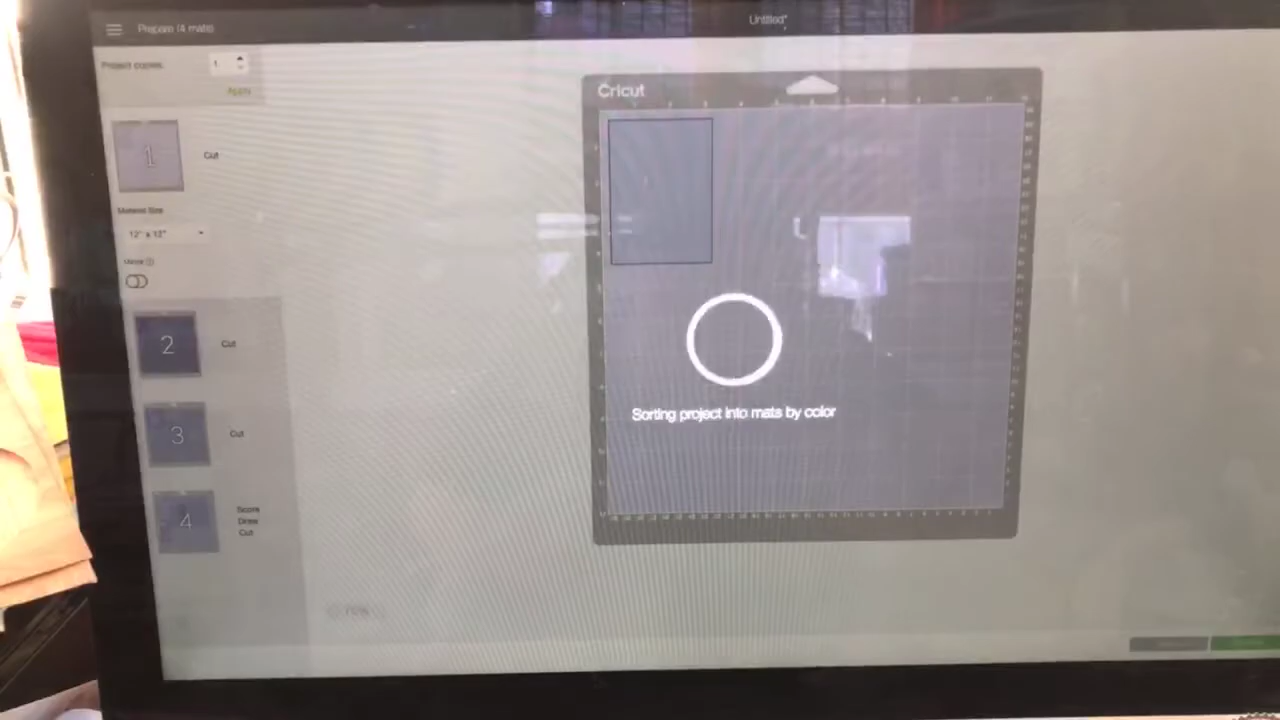 Prepare (4 mats)
Untitled*
Project copies
1
Apply
Cricut
1
Cut
Material Size
12" x 12"
Mirror
2
Cut
Sorting project into mats by color
3
Cut
4
Score
Draw
Cut
75%